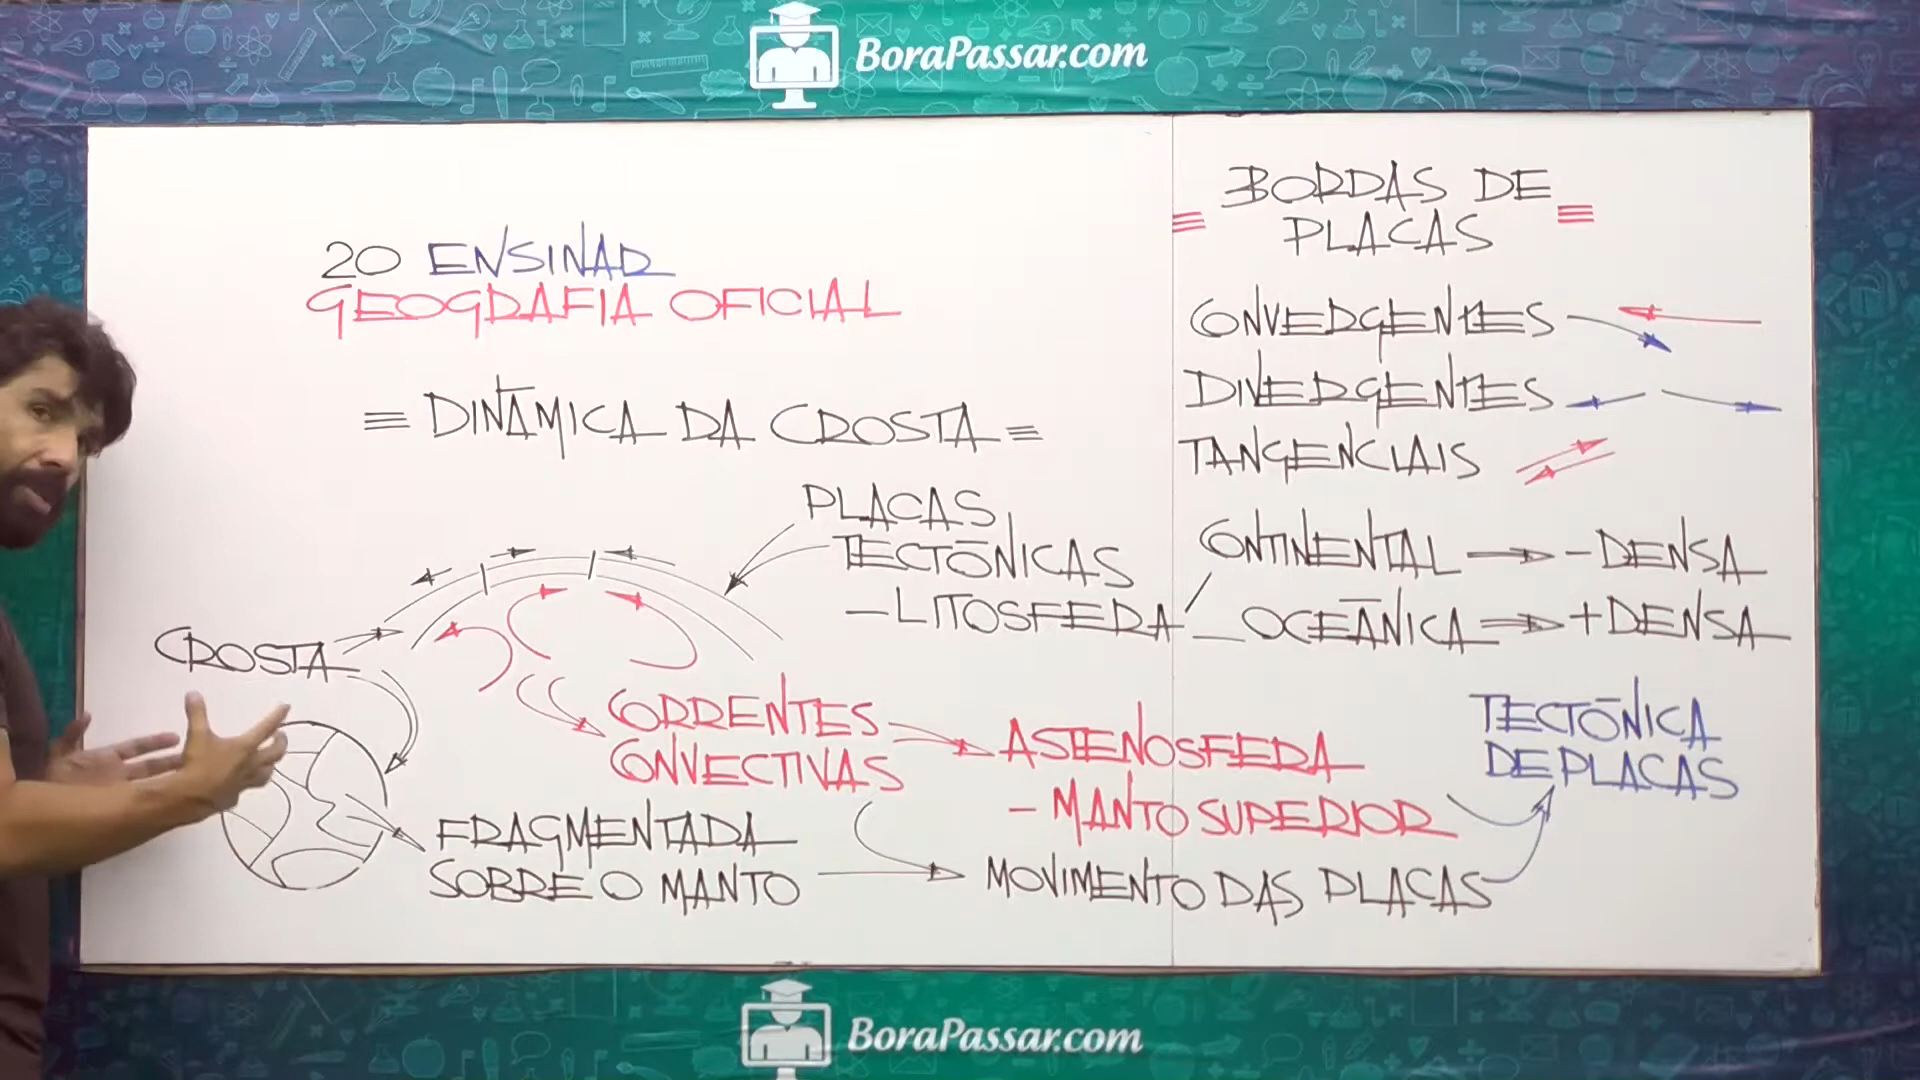 BoraPassar.com
20 ENSINAR
GEOGRAFIA OFICIAL
= DINÂMICA DA CROSTA =
PLACAS
TECTÔNICAS
- LITOSFERA
CROSTA
CORRENTES
CONVECTIVAS
ASTENOSFERA
- MANTO SUPERIOR
FRAGMENTADA
SOBRE O MANTO
MOVIMENTO DAS PLACAS
BORDAS DE
PLACAS
CONVERGENTES
DIVERGENTES
TANGENCIAIS
CONTINENTAL → - DENSA
OCEÂNICA → + DENSA
TECTÔNICA
DE PLACAS
BoraPassar.com